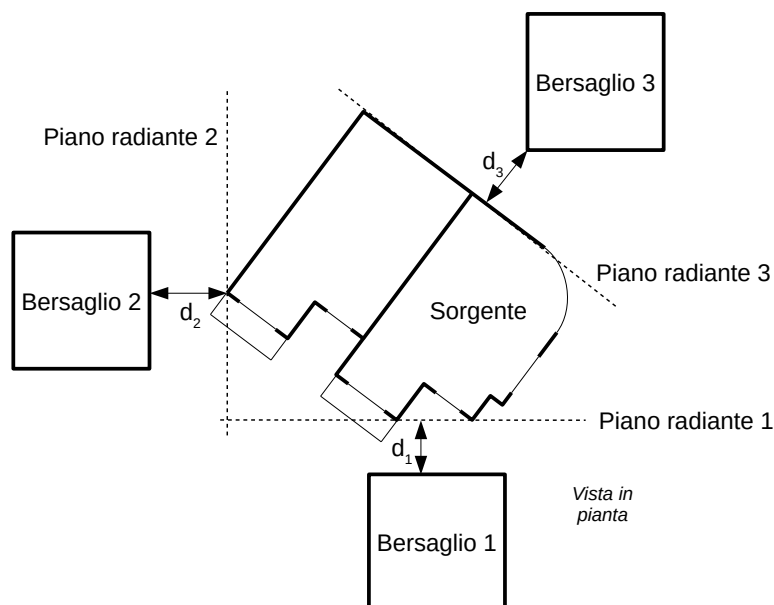 Bersaglio 3
Piano radiante 2
d3
Piano radiante 3
Bersaglio 2
d2
Sorgente
Piano radiante 1
d1
Vista in
pianta
Bersaglio 1